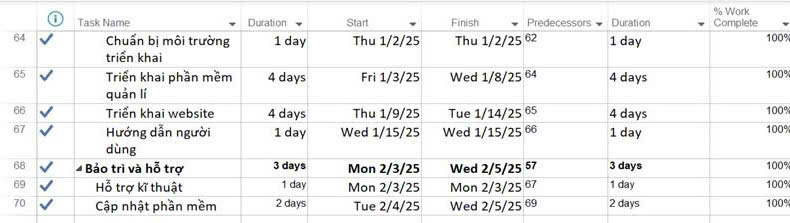 Task Name Duration Start Finish Predecessors Duration % Work Complete
64 Chuẩn bị môi trường triển khai 1 day Thu 1/2/25 Thu 1/2/25 62 1 day 100%
65 Triển khai phần mềm quản lí 4 days Fri 1/3/25 Wed 1/8/25 64 4 days 100%
66 Triển khai website 4 days Thu 1/9/25 Tue 1/14/25 65 4 days 100%
67 Hướng dẫn người dùng 1 day Wed 1/15/25 Wed 1/15/25 66 1 day 100%
68 Bảo trì và hỗ trợ 3 days Mon 2/3/25 Wed 2/5/25 57 3 days 100%
69 Hỗ trợ kĩ thuật 1 day Mon 2/3/25 Mon 2/3/25 67 1 day 100%
70 Cập nhật phần mềm 2 days Tue 2/4/25 Wed 2/5/25 69 2 days 100%